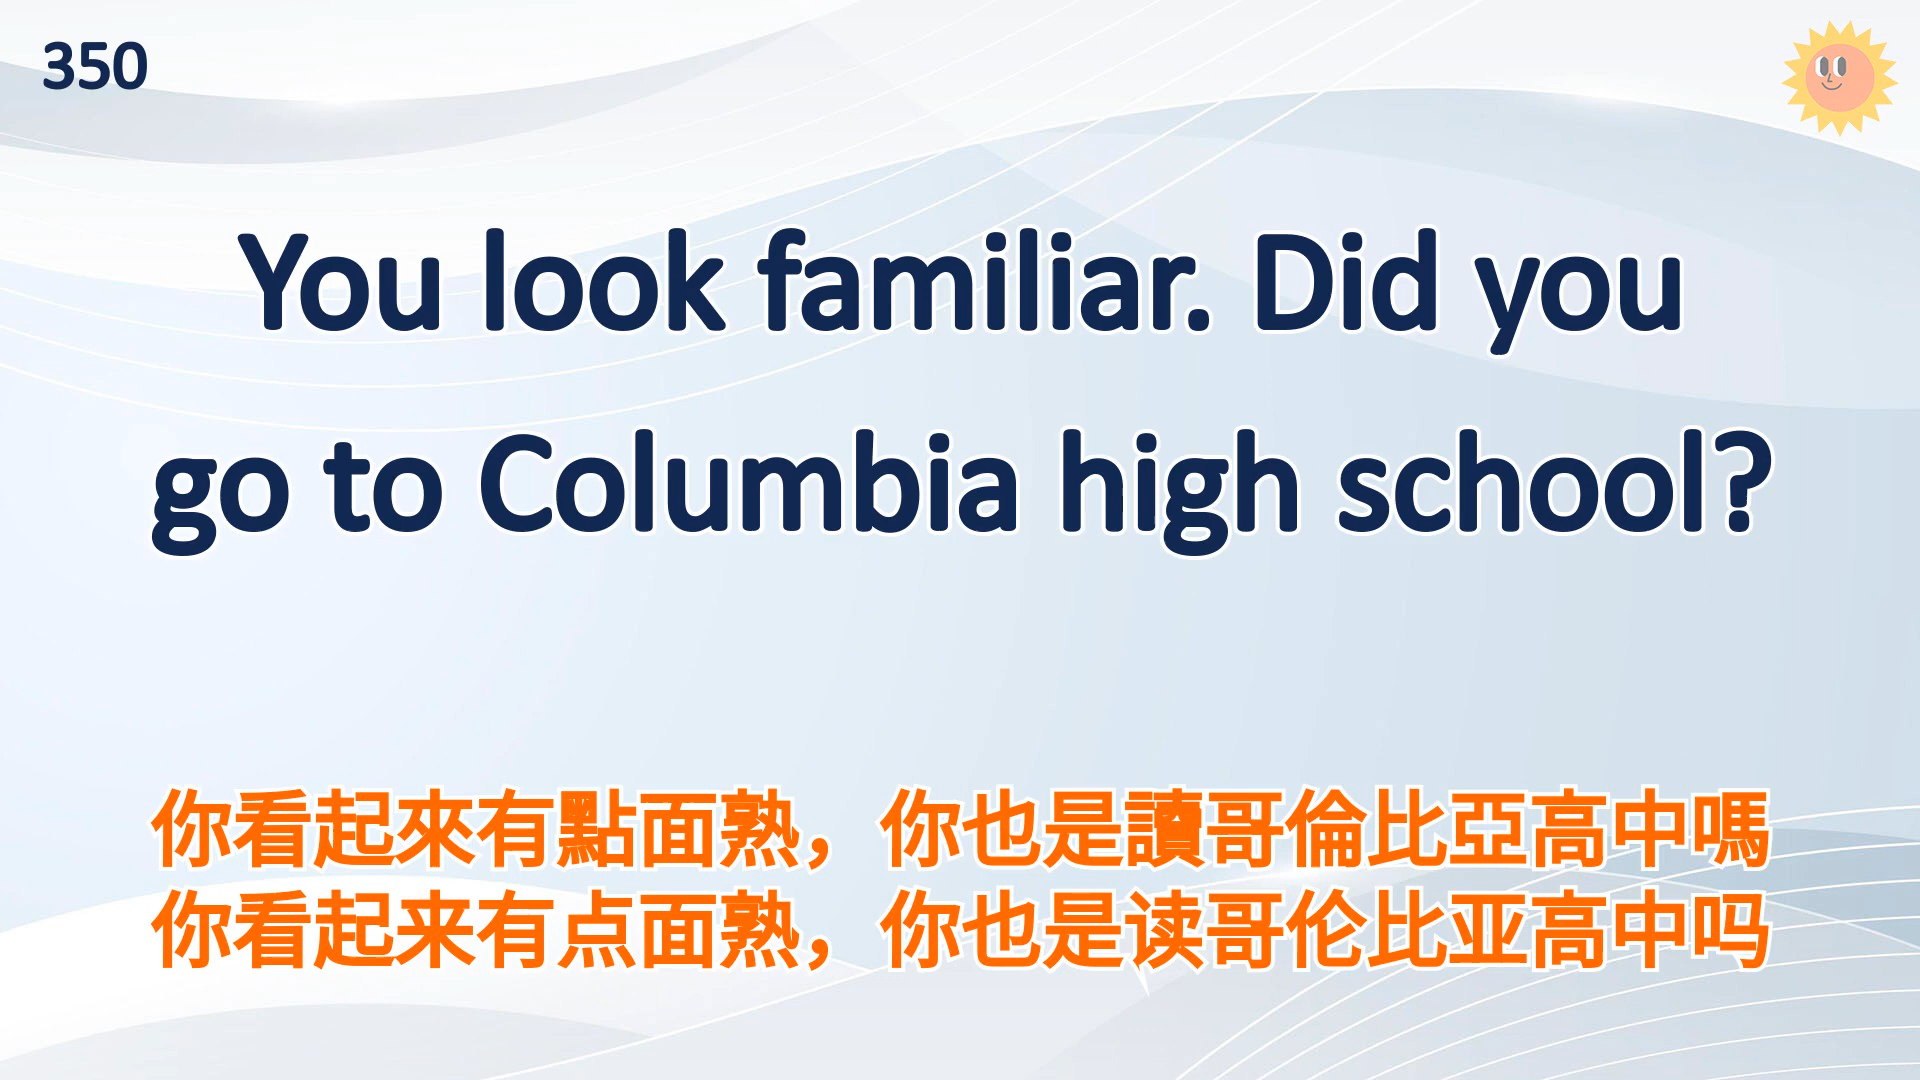 350
You look familiar. Did you
go to Columbia high school?
你看起來有點面熟，你也是讀哥倫比亞高中嗎
你看起来有点面熟，你也是读哥伦比亚高中吗